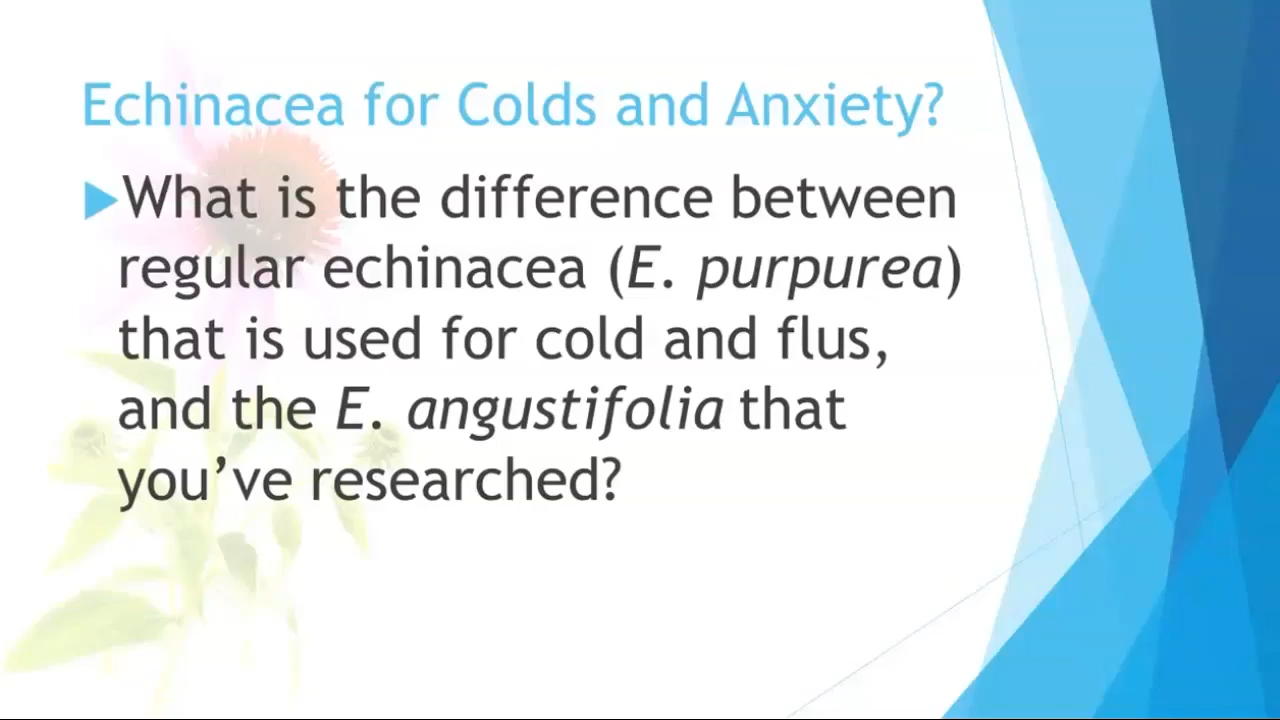 Echinacea for Colds and Anxiety?
What is the difference between
regular echinacea (E. purpurea)
that is used for cold and flus,
and the E. angustifolia that
you’ve researched?